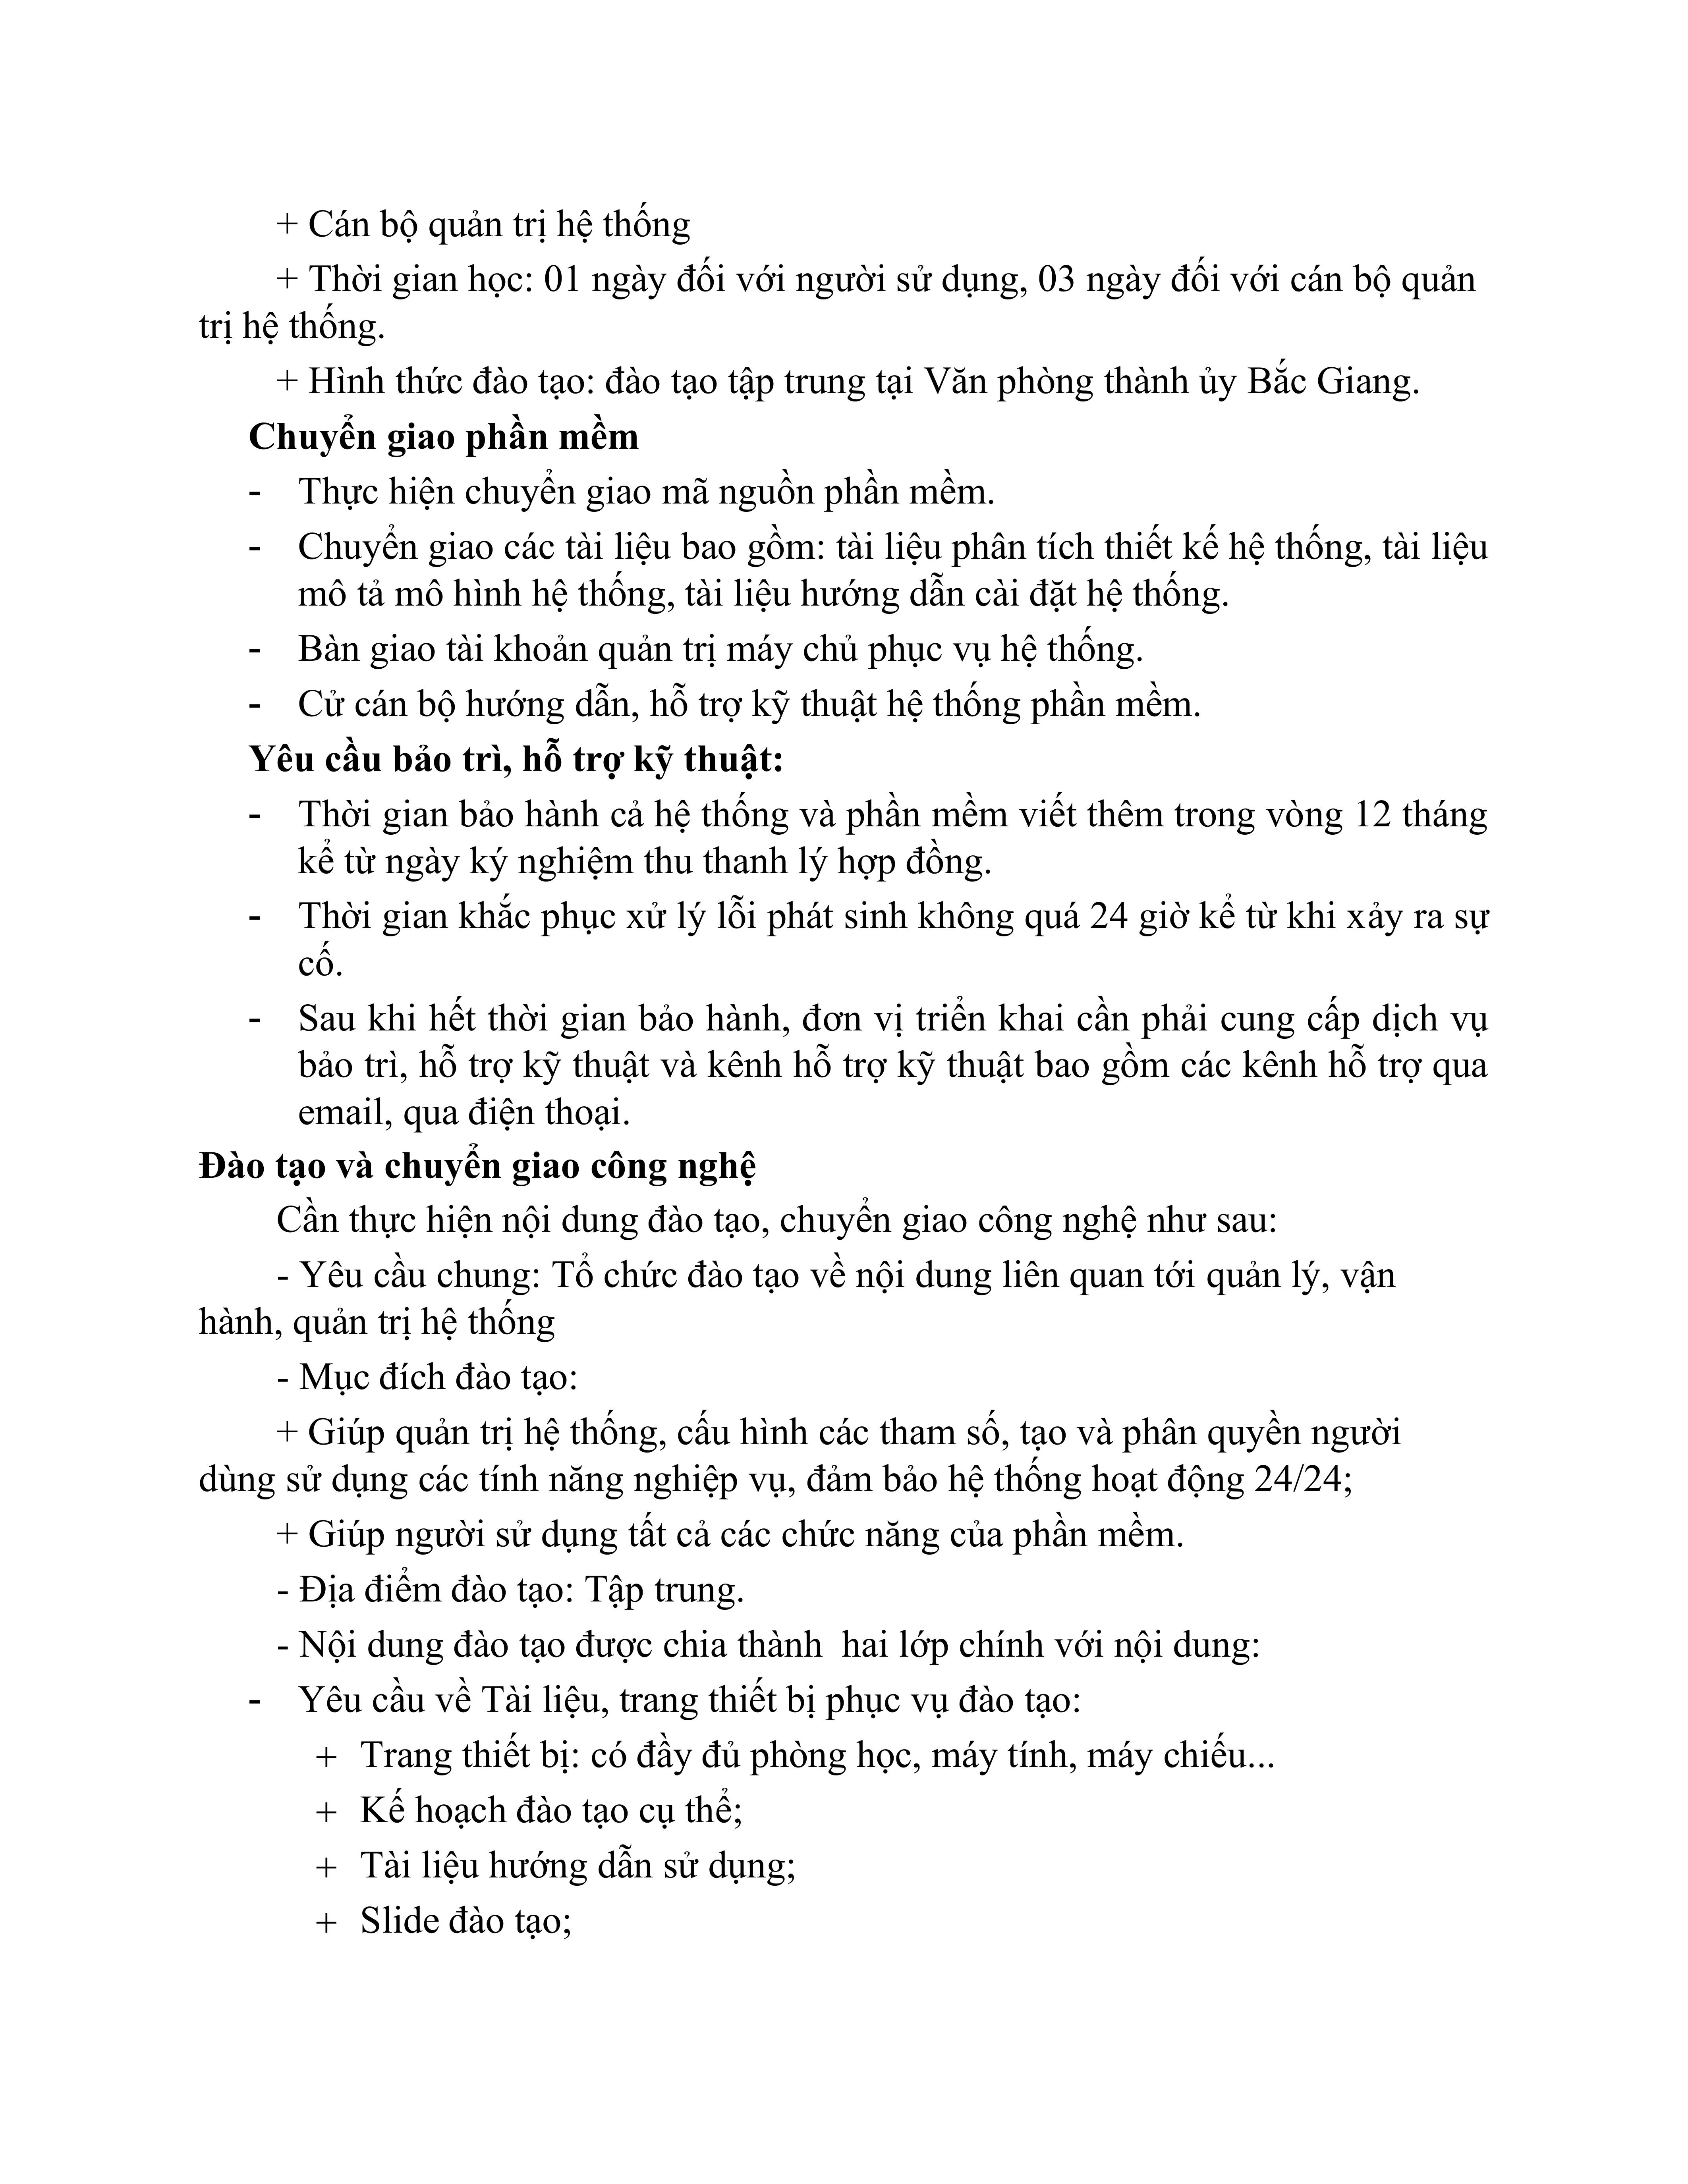 + Cán bộ quản trị hệ thống
+ Thời gian học: 01 ngày đối với người sử dụng, 03 ngày đối với cán bộ quản
trị hệ thống.
+ Hình thức đào tạo: đào tạo tập trung tại Văn phòng thành ủy Bắc Giang.
Chuyển giao phần mềm
- Thực hiện chuyển giao mã nguồn phần mềm.
- Chuyển giao các tài liệu bao gồm: tài liệu phân tích thiết kế hệ thống, tài liệu
mô tả mô hình hệ thống, tài liệu hướng dẫn cài đặt hệ thống.
- Bàn giao tài khoản quản trị máy chủ phục vụ hệ thống.
- Cử cán bộ hướng dẫn, hỗ trợ kỹ thuật hệ thống phần mềm.
Yêu cầu bảo trì, hỗ trợ kỹ thuật:
- Thời gian bảo hành cả hệ thống và phần mềm viết thêm trong vòng 12 tháng
kể từ ngày ký nghiệm thu thanh lý hợp đồng.
- Thời gian khắc phục xử lý lỗi phát sinh không quá 24 giờ kể từ khi xảy ra sự
cố.
- Sau khi hết thời gian bảo hành, đơn vị triển khai cần phải cung cấp dịch vụ
bảo trì, hỗ trợ kỹ thuật và kênh hỗ trợ kỹ thuật bao gồm các kênh hỗ trợ qua
email, qua điện thoại.
Đào tạo và chuyển giao công nghệ
Cần thực hiện nội dung đào tạo, chuyển giao công nghệ như sau:
- Yêu cầu chung: Tổ chức đào tạo về nội dung liên quan tới quản lý, vận
hành, quản trị hệ thống
- Mục đích đào tạo:
+ Giúp quản trị hệ thống, cấu hình các tham số, tạo và phân quyền người
dùng sử dụng các tính năng nghiệp vụ, đảm bảo hệ thống hoạt động 24/24;
+ Giúp người sử dụng tất cả các chức năng của phần mềm.
- Địa điểm đào tạo: Tập trung.
- Nội dung đào tạo được chia thành  hai lớp chính với nội dung:
- Yêu cầu về Tài liệu, trang thiết bị phục vụ đào tạo:
+ Trang thiết bị: có đầy đủ phòng học, máy tính, máy chiếu...
+ Kế hoạch đào tạo cụ thể;
+ Tài liệu hướng dẫn sử dụng;
+ Slide đào tạo;